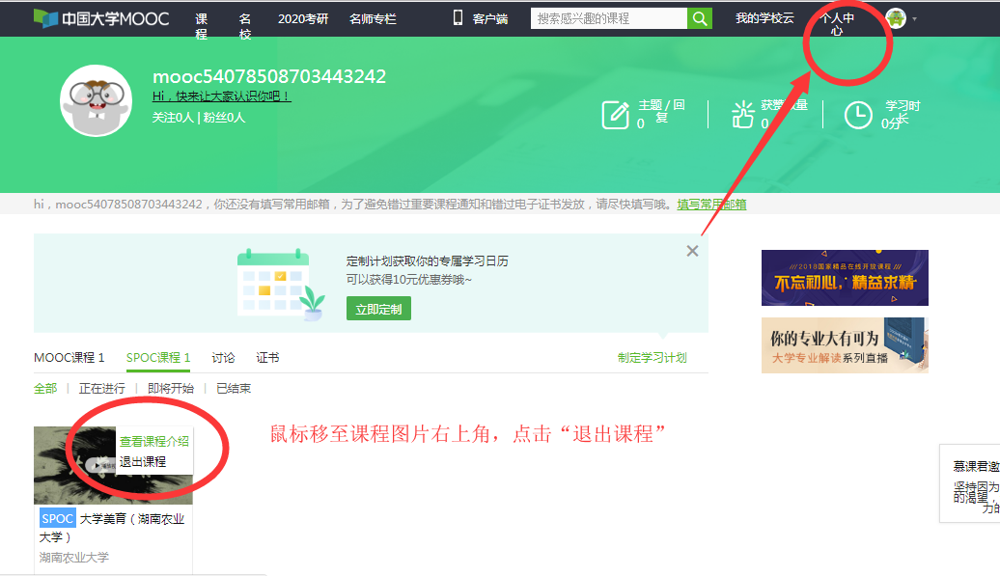 中国大学MOOC
课程
名校
2020考研
名师专栏
客户端
搜索感兴趣的课程
我的学校云
个人中心
mooc54078508703443242
Hi，快来让大家认识你吧！
关注0人 | 粉丝0人
主题 / 回复
0
获赞数量
0
学习时长
0分
hi，mooc54078508703443242，你还没有填写常用邮箱，为了避免错过重要课程通知和错过电子证书发放，请尽快填写哦。填写常用邮箱
定制计划获取你的专属学习日历
可以获得10元优惠券哦~
立即定制
///2018国家精品在线开放课程///
不忘初心，精益求精
你的专业大有可为
大学专业解读系列直播
MOOC课程 1
SPOC课程 1
讨论
证书
制定学习计划
全部 | 正在进行 | 即将开始 | 已结束
查看课程介绍
退出课程
鼠标移至课程图片右上角，点击“退出课程”
SPOC 大学美育（湖南农业
大学）
湖南农业大学
慕课君邀
坚持因为
的渴望，